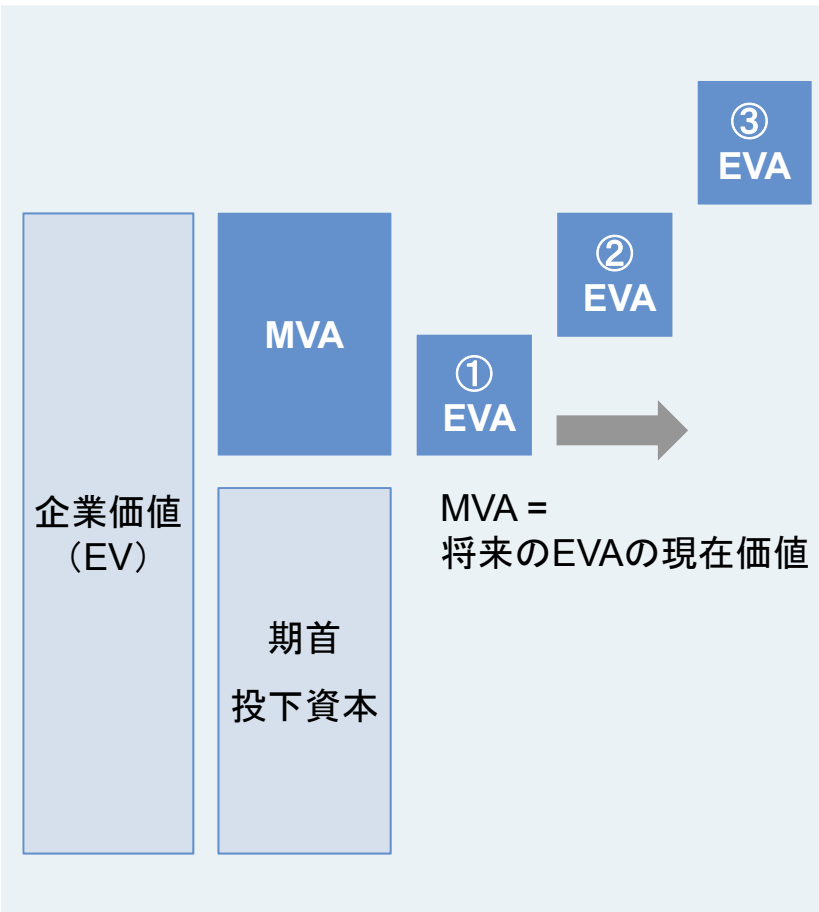 ③
EVA
②
EVA
MVA
①
EVA
企業価値
（EV）
MVA =
将来のEVAの現在価値
期首
投下資本